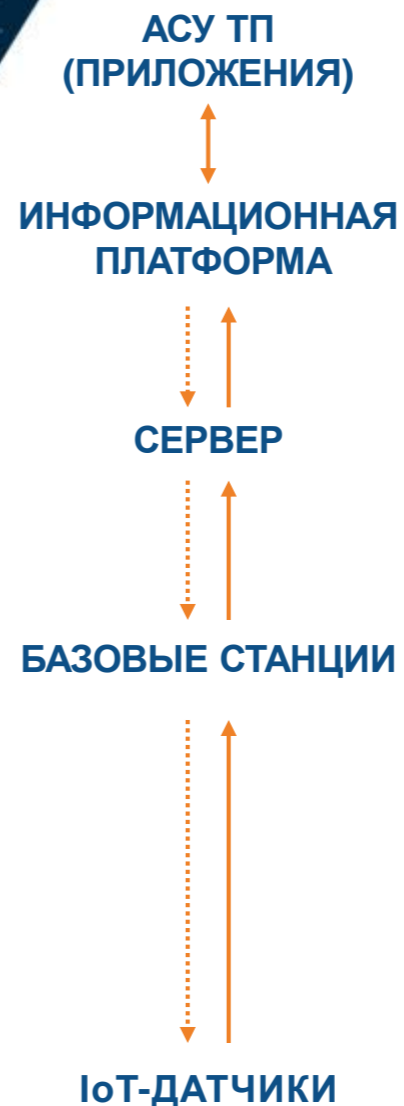 АСУ ТП
(ПРИЛОЖЕНИЯ)
ИНФОРМАЦИОННАЯ
ПЛАТФОРМА
СЕРВЕР
БАЗОВЫЕ СТАНЦИИ
IoT-ДАТЧИКИ